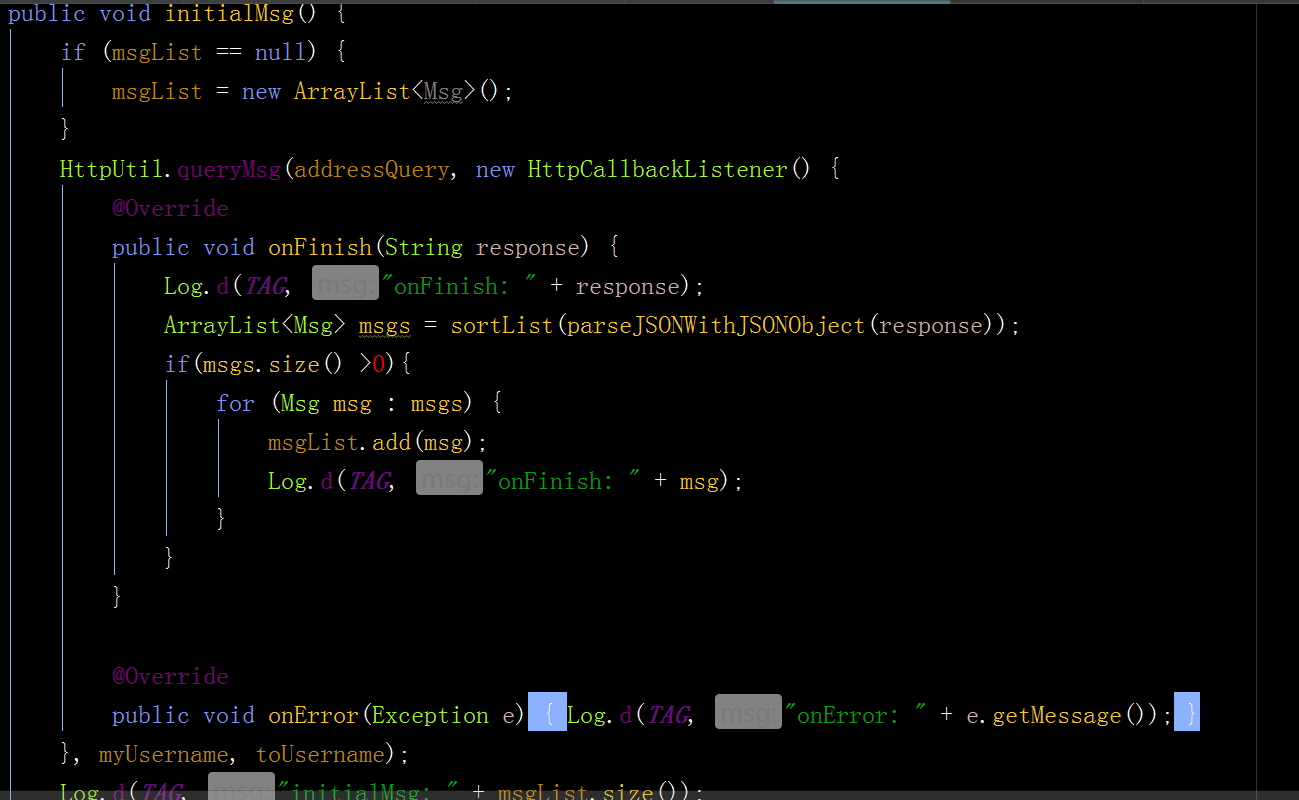 public void initialMsg() {
if (msgList == null) {
msgList = new ArrayList<Msg>();
}
HttpUtil.queryMsg(addressQuery, new HttpCallbackListener() {
@Override
public void onFinish(String response) {
Log.d(TAG, msg: "onFinish: " + response);
ArrayList<Msg> msgs = sortList(parseJSONWithJSONObject(response));
if(msgs.size() >0){
for (Msg msg : msgs) {
msgList.add(msg);
Log.d(TAG, msg: "onFinish: " + msg);
}
}
}
@Override
public void onError(Exception e) { Log.d(TAG, msg: "onError: " + e.getMessage()); }
}, myUsername, toUsername);
Log.d(TAG, msg: "initialMsg: " + msgList.size());